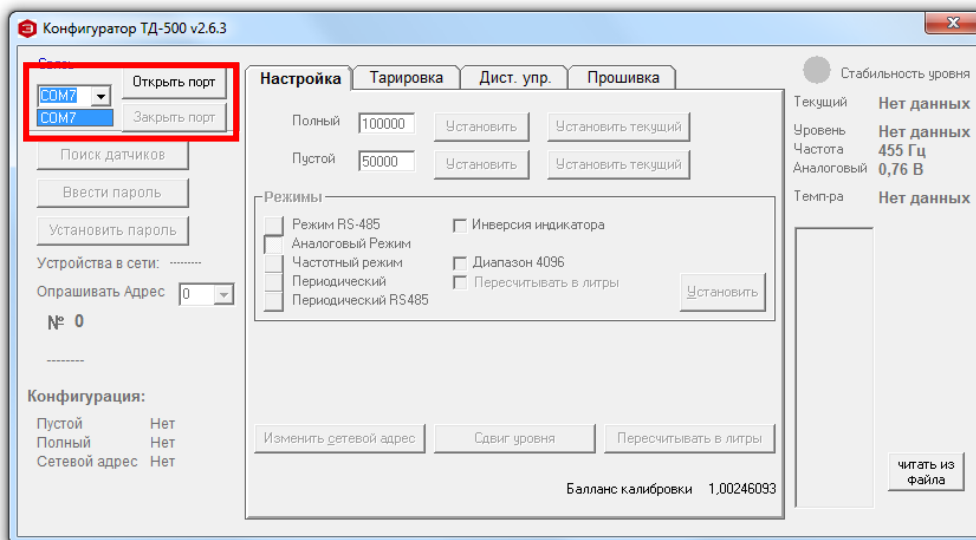 Конфигуратор ТД-500 v2.6.3
Связь
COM7
COM7
Открыть порт
Закрыть порт
Поиск датчиков
Ввести пароль
Установить пароль
Устройства в сети: --------
Опрашивать Адрес 0
№ 0
--------
Конфигурация:
Пустой Нет
Полный Нет
Сетевой адрес Нет
Настройка Тарировка Дист. упр. Прошивка
Полный 100000 Установить Установить текущий
Пустой 50000 Установить Установить текущий
Режимы
Режим RS-485
Аналоговый Режим
Частотный режим
Периодический
Периодический RS485
Инверсия индикатора
Диапазон 4096
Пересчитывать в литры
Установить
Изменить сетевой адрес Сдвиг уровня Пересчитывать в литры
Балланс калибровки 1,00246093
Стабильность уровня
Текущий Нет данных
Уровень Нет данных
Частота 455 Гц
Аналоговый 0,76 В
Темп-ра Нет данных
читать из
файла